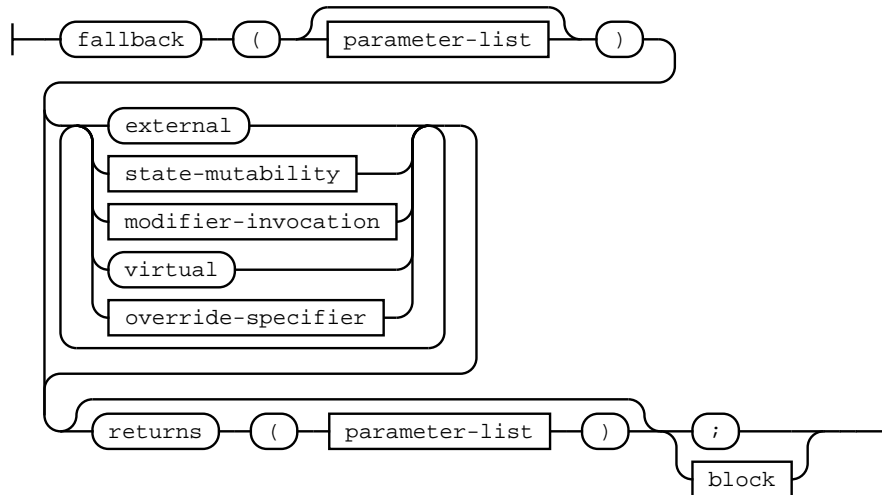 fallback ( parameter-list )
external
state-mutability
modifier-invocation
virtual
override-specifier
returns ( parameter-list ) ;
block